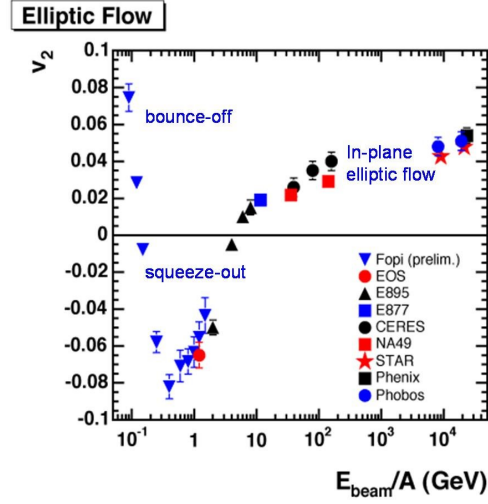 Elliptic Flow
v2
0.1
0.08
0.06
0.04
0.02
0
-0.02
-0.04
-0.06
-0.08
-0.1
bounce-off
In-plane
elliptic flow
squeeze-out
Fopi (prelim.)
EOS
E895
E877
CERES
NA49
STAR
Phenix
Phobos
10-1
1
10
102
103
104
Ebeam/A (GeV)